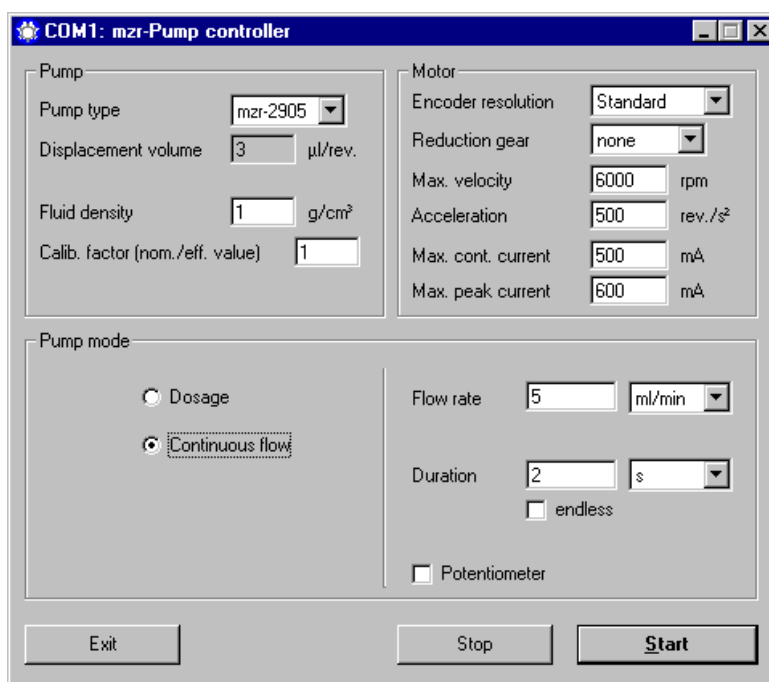 COM1: mzr-Pump controller
Pump
Pump type mzr-2905
Displacement volume 3 µl/rev.
Fluid density 1 g/cm³
Calib. factor (nom./eff. value) 1
Motor
Encoder resolution Standard
Reduction gear none
Max. velocity 6000 rpm
Acceleration 500 rev./s²
Max. cont. current 500 mA
Max. peak current 600 mA
Pump mode
Dosage
Continuous flow
Flow rate 5 ml/min
Duration 2 s
endless
Potentiometer
Exit Stop Start